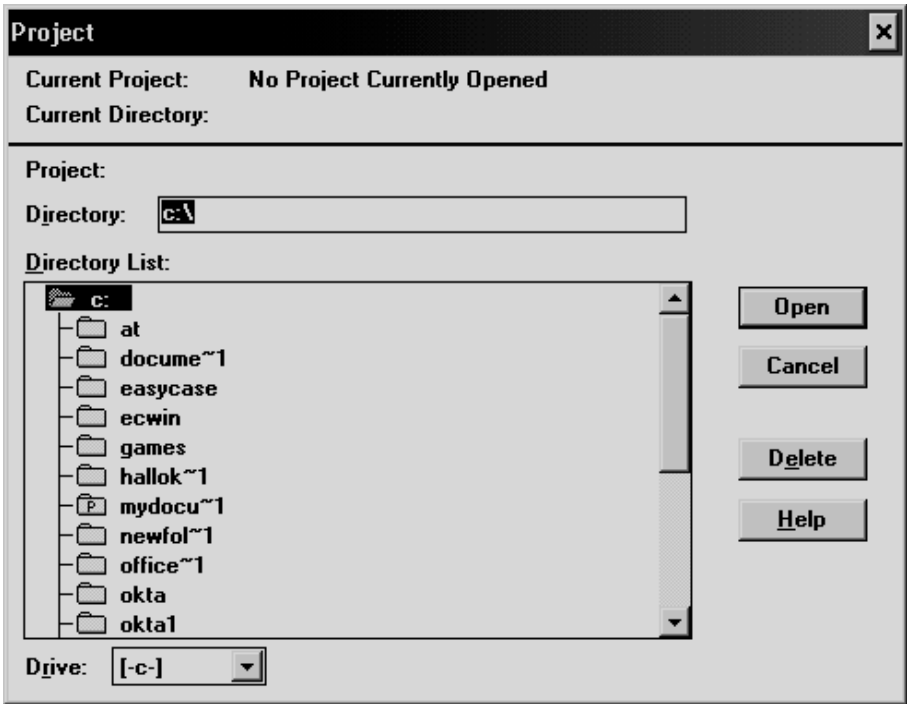 Project
Current Project: No Project Currently Opened
Current Directory:
Project:
Directory: c:\
Directory List:
c:
at
docume~1
easycase
ecwin
games
hallok~1
P mydocu~1
newfol~1
office~1
okta
okta1
Open
Cancel
Delete
Help
Drive: [-c-]